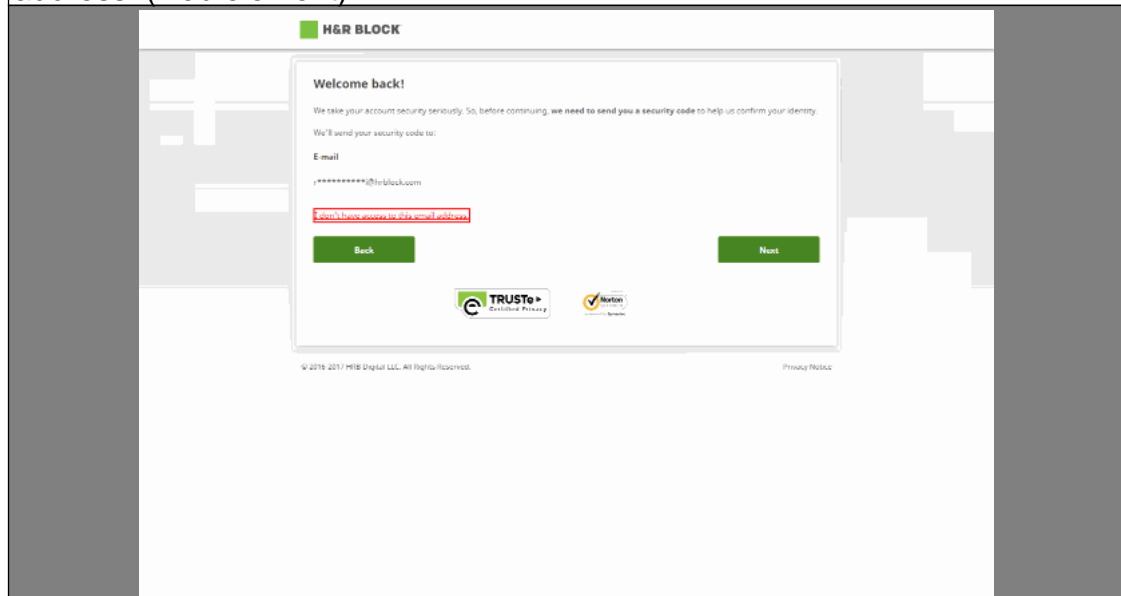 H&R BLOCK
Welcome back!
We take your account security seriously. So, before continuing, we need to send you a security code to help us confirm your identity.
We'll send your security code to:
E-mail
r**********i@hrblock.com
I don't have access to this email address.
Back
Next
TRUSTe
Certified Privacy
Norton
© 2016-2017 HRB Digital LLC. All Rights Reserved.
Privacy Notice